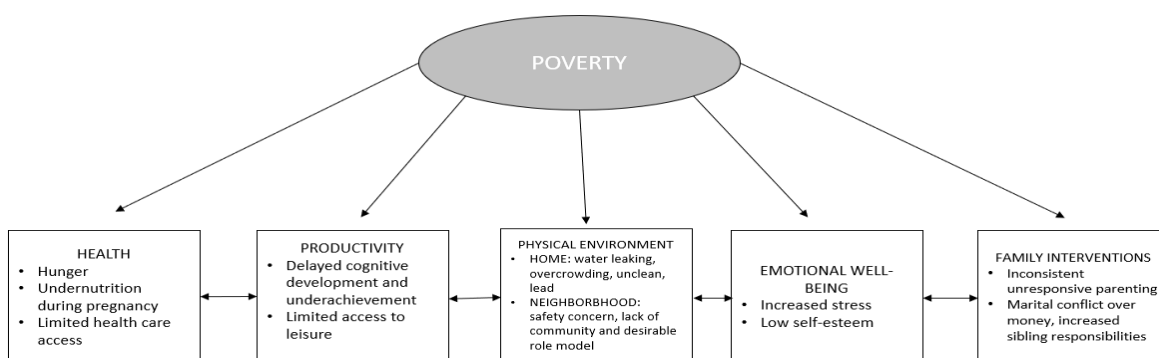 POVERTY
HEALTH
• Hunger
• Undernutrition
during pregnancy
• Limited health care
access
PRODUCTIVITY
• Delayed cognitive
development and
underachievement
• Limited access to
leisure
PHYSICAL ENVIRONMENT
• HOME: water leaking,
overcrowding, unclean,
lead
• NEIGHBORBHOOD:
safety concern, lack of
community and desirable
role model
EMOTIONAL WELL-
BEING
• Increased stress
• Low self-esteem
FAMILY INTERVENTIONS
• Inconsistent
unresponsive parenting
• Marital conflict over
money, increased
sibling responsibilities